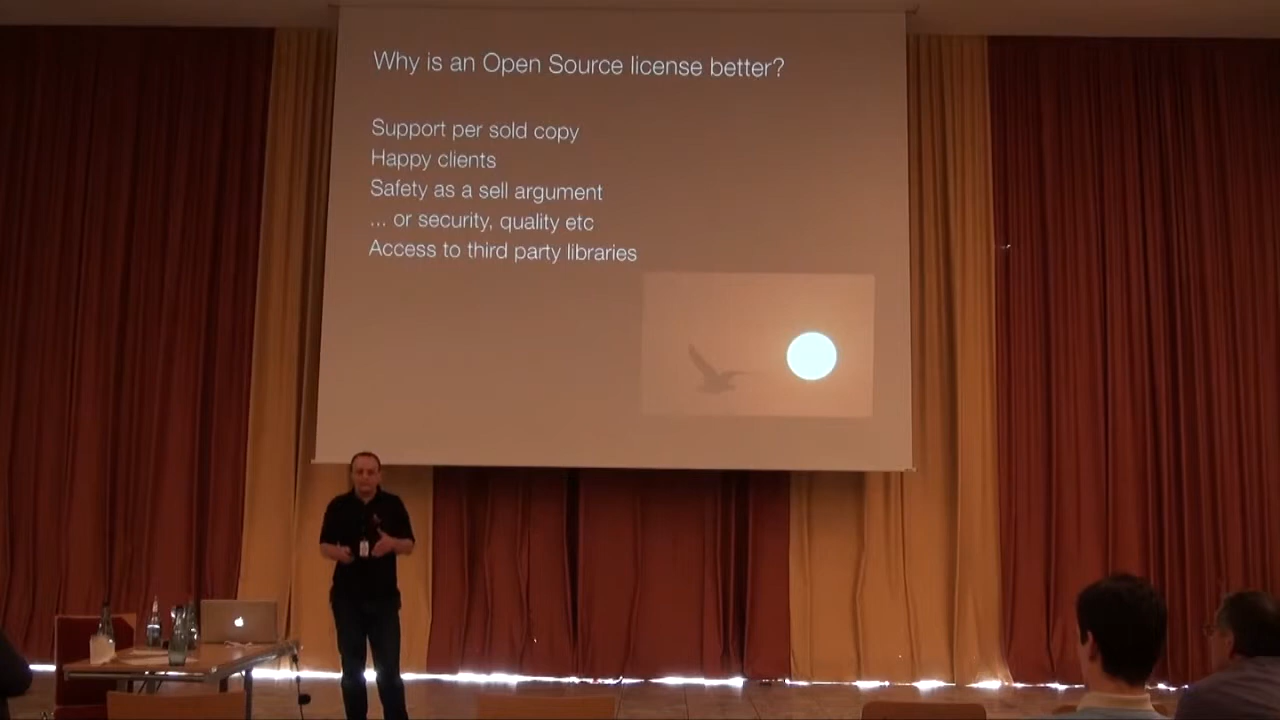 Why is an Open Source license better?
Support per sold copy
Happy clients
Safety as a sell argument
... or security, quality etc
Access to third party libraries